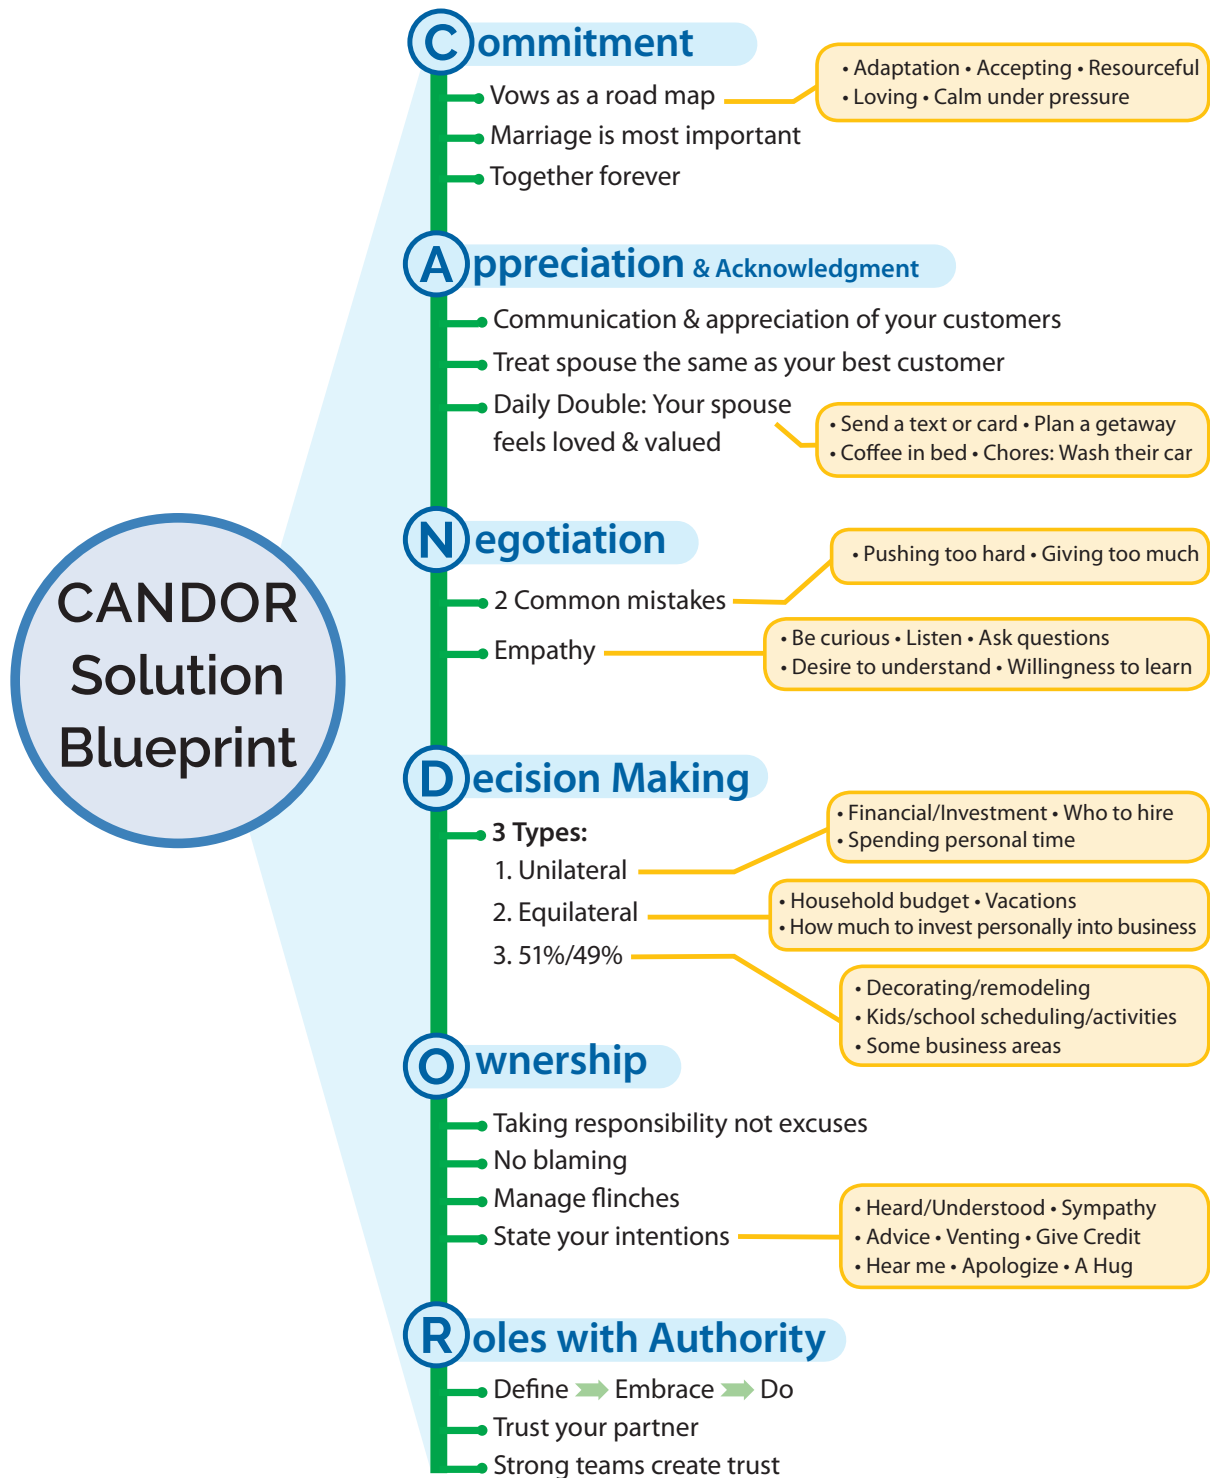 CANDOR
Solution
Blueprint
Commitment
• Vows as a road map
• Adaptation • Accepting • Resourceful
• Loving • Calm under pressure
• Marriage is most important
• Together forever
Appreciation & Acknowledgment
• Communication & appreciation of your customers
• Treat spouse the same as your best customer
• Daily Double: Your spouse
feels loved & valued
• Send a text or card • Plan a getaway
• Coffee in bed • Chores: Wash their car
Negotiation
• 2 Common mistakes
• Pushing too hard • Giving too much
• Empathy
• Be curious • Listen • Ask questions
• Desire to understand • Willingness to learn
Decision Making
• 3 Types:
1. Unilateral
• Financial/Investment • Who to hire
• Spending personal time
2. Equilateral
• Household budget • Vacations
• How much to invest personally into business
3. 51%/49%
• Decorating/remodeling
• Kids/school scheduling/activities
• Some business areas
Ownership
• Taking responsibility not excuses
• No blaming
• Manage flinches
• State your intentions
• Heard/Understood • Sympathy
• Advice • Venting • Give Credit
• Hear me • Apologize • A Hug
Roles with Authority
• Define Embrace Do
• Trust your partner
• Strong teams create trust